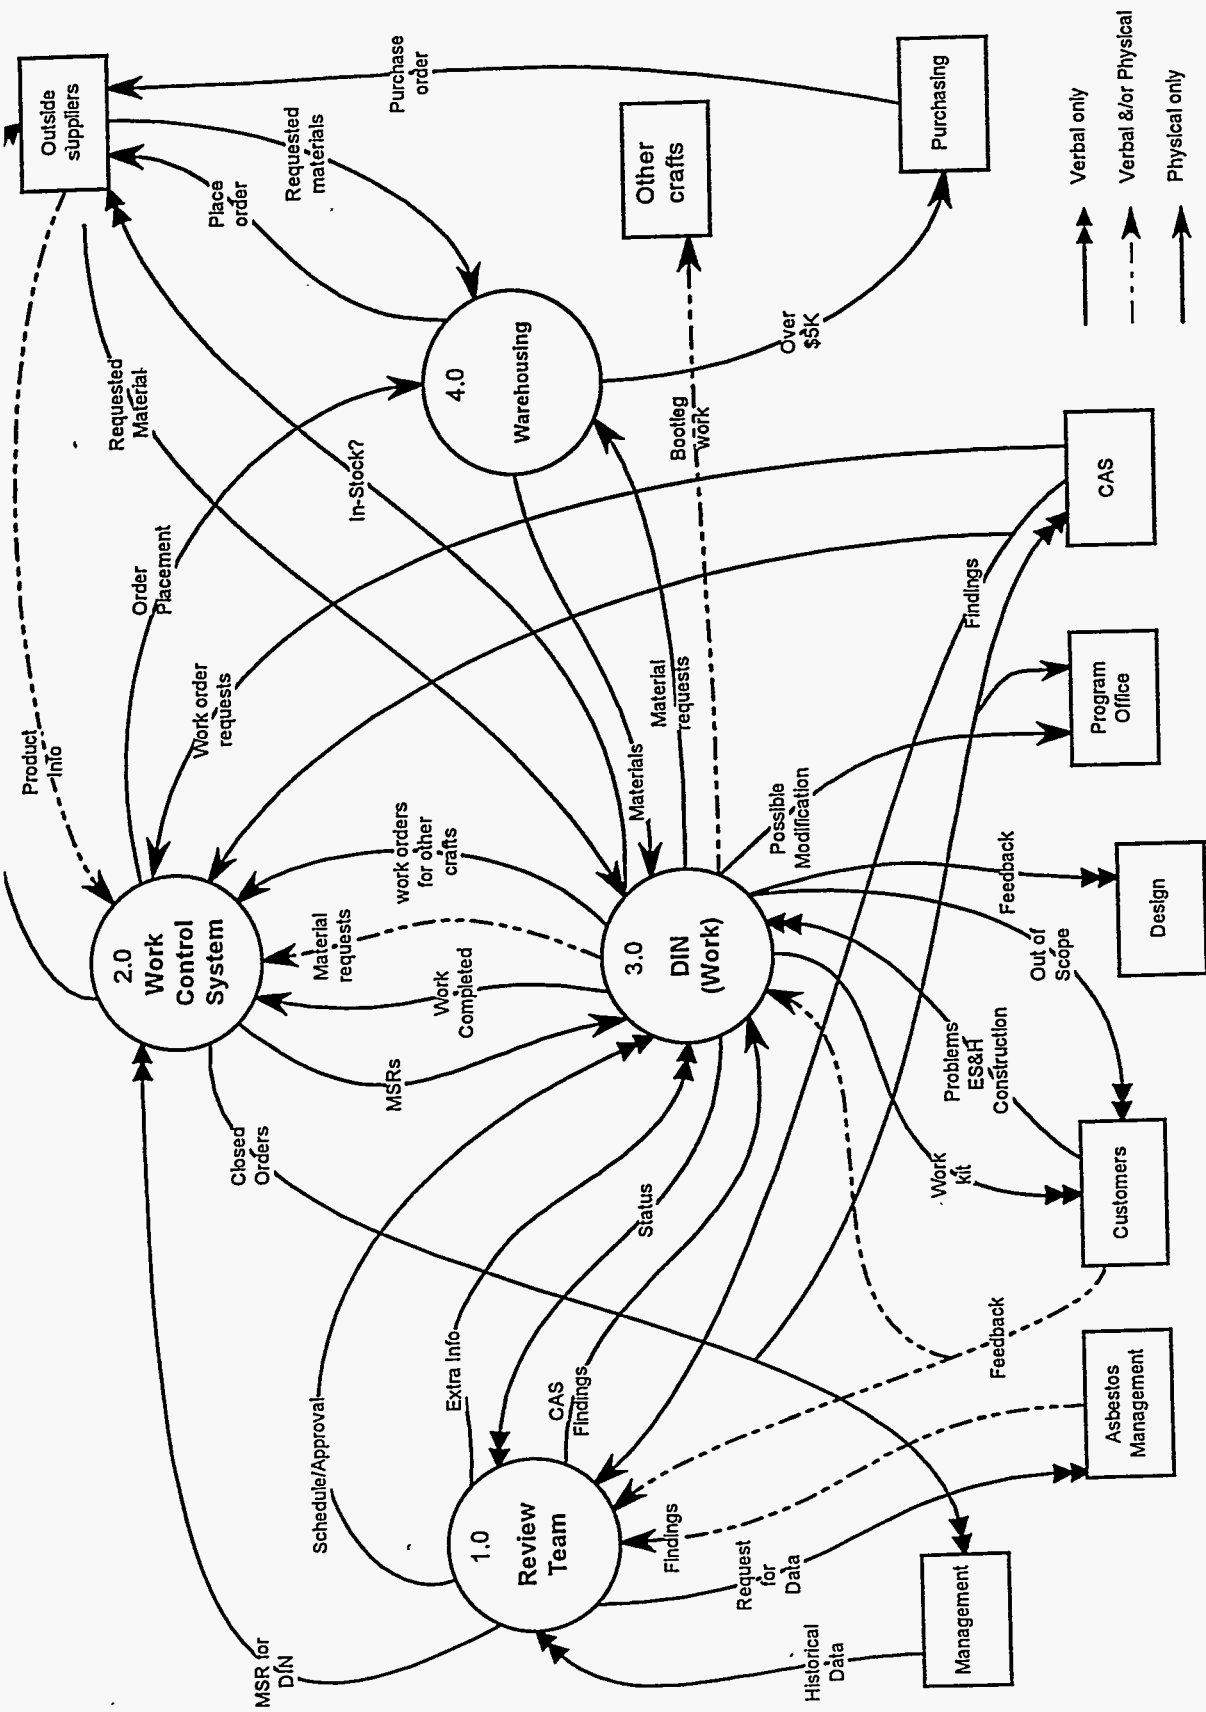 Outside
suppliers
Purchase
order
Requested
materials
Place
order
Other
crafts
Purchasing
Verbal only
Verbal &/or Physical
Physical only
4.0
Warehousing
Over
$5K
Requested
Material
In-Stock?
Bootleg
work
CAS
Order
Placement
Findings
Work order
requests
Product
Info
Material
requests
Materials
Program
Office
Possible
Modification
work orders
for other
crafts
2.0
Work
Control
System
Material
requests
Work
Completed
3.0
DIN
(Work)
Feedback
Design
Out of
Scope
MSRs
Problems
ES&H
Construction
Closed
Orders
Status
Work
kit
Customers
Extra Info
CAS
Findings
Feedback
Asbestos
Management
Schedule/Approval
1.0
Review
Team
Findings
Request
for
Data
Management
MSR for
DIN
Historical
Data